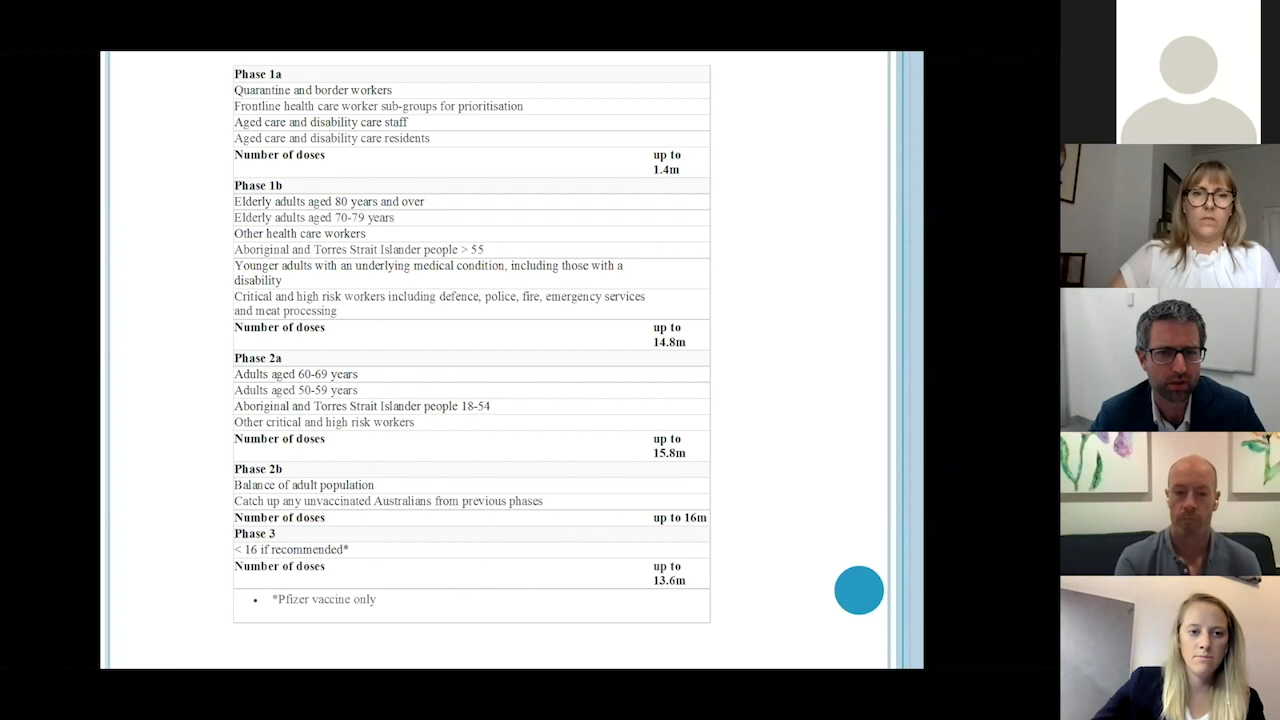 Phase 1a
Quarantine and border workers
Frontline health care worker sub-groups for prioritisation
Aged care and disability care staff
Aged care and disability care residents
Number of doses up to
1.4m
Phase 1b
Elderly adults aged 80 years and over
Elderly adults aged 70-79 years
Other health care workers
Aboriginal and Torres Strait Islander people > 55
Younger adults with an underlying medical condition, including those with a
disability
Critical and high risk workers including defence, police, fire, emergency services
and meat processing
Number of doses up to
14.8m
Phase 2a
Adults aged 60-69 years
Adults aged 50-59 years
Aboriginal and Torres Strait Islander people 18-54
Other critical and high risk workers
Number of doses up to
15.8m
Phase 2b
Balance of adult population
Catch up any unvaccinated Australians from previous phases
Number of doses up to 16m
Phase 3
< 16 if recommended*
Number of doses up to
13.6m
• *Pfizer vaccine only